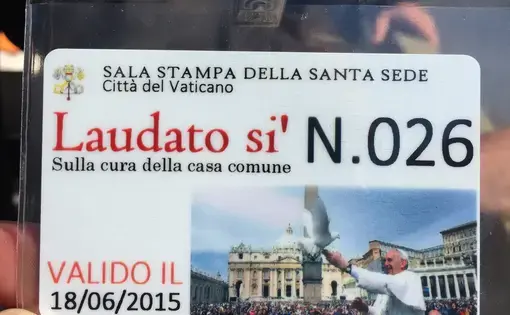 SALA STAMPA DELLA SANTA SEDE
Città del Vaticano
Laudato si'
Sulla cura della casa comune
N.026
VALIDO IL
18/06/2015